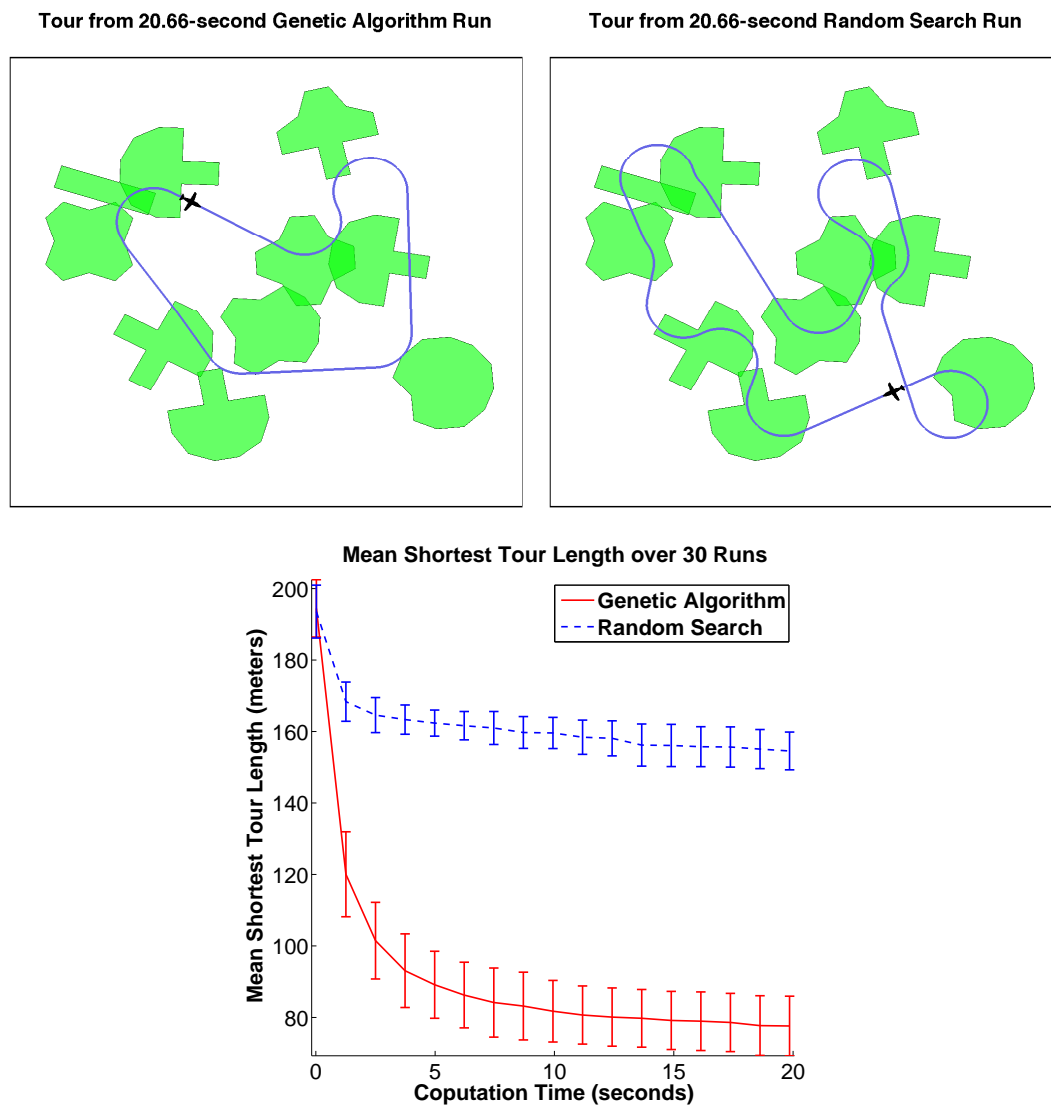 Tour from 20.66-second Genetic Algorithm Run
Tour from 20.66-second Random Search Run
Mean Shortest Tour Length over 30 Runs
Genetic Algorithm
Random Search
Mean Shortest Tour Length (meters)
200
180
160
140
120
100
80
0
5
10
15
20
Coputation Time (seconds)